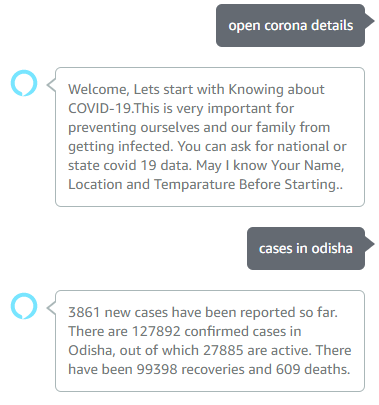 open corona details
Welcome, Lets start with Knowing about
COVID-19.This is very important for
preventing ourselves and our family from
getting infected. You can ask for national or
state covid 19 data. May I know Your Name,
Location and Temparature Before Starting..
cases in odisha
3861 new cases have been reported so far.
There are 127892 confirmed cases in
Odisha, out of which 27885 are active. There
have been 99398 recoveries and 609 deaths.